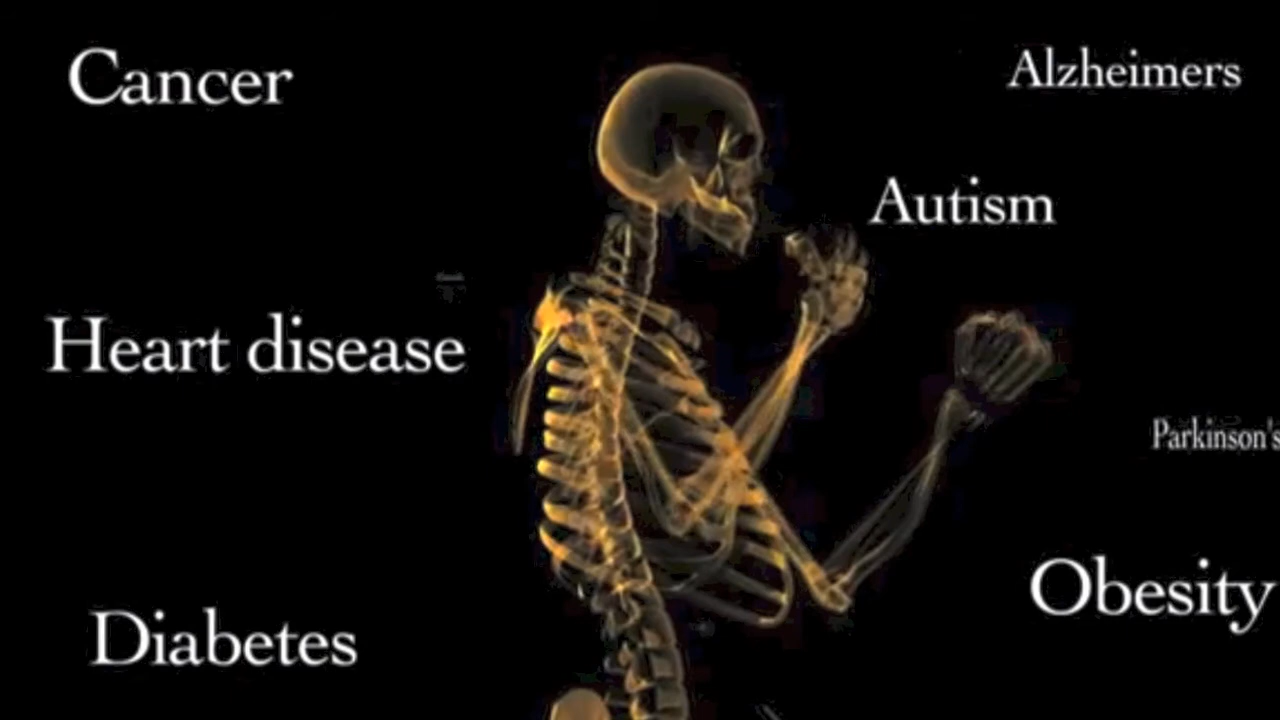 Cancer
Alzheimers
Autism
Heart disease
Parkinson's
Obesity
Diabetes